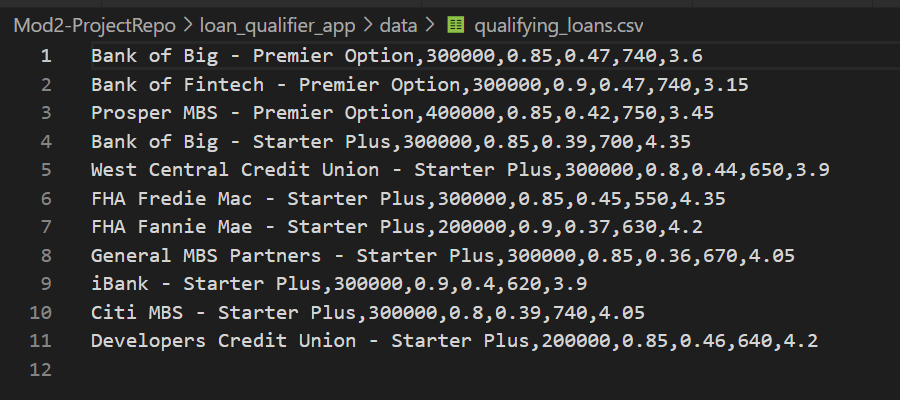 Mod2-ProjectRepo > loan_qualifier_app > data > qualifying_loans.csv
1 Bank of Big - Premier Option,300000,0.85,0.47,740,3.6
2 Bank of Fintech - Premier Option,300000,0.9,0.47,740,3.15
3 Prosper MBS - Premier Option,400000,0.85,0.42,750,3.45
4 Bank of Big - Starter Plus,300000,0.85,0.39,700,4.35
5 West Central Credit Union - Starter Plus,300000,0.8,0.44,650,3.9
6 FHA Fredie Mac - Starter Plus,300000,0.85,0.45,550,4.35
7 FHA Fannie Mae - Starter Plus,200000,0.9,0.37,630,4.2
8 General MBS Partners - Starter Plus,300000,0.85,0.36,670,4.05
9 iBank - Starter Plus,300000,0.9,0.4,620,3.9
10 Citi MBS - Starter Plus,300000,0.8,0.39,740,4.05
11 Developers Credit Union - Starter Plus,200000,0.85,0.46,640,4.2
12